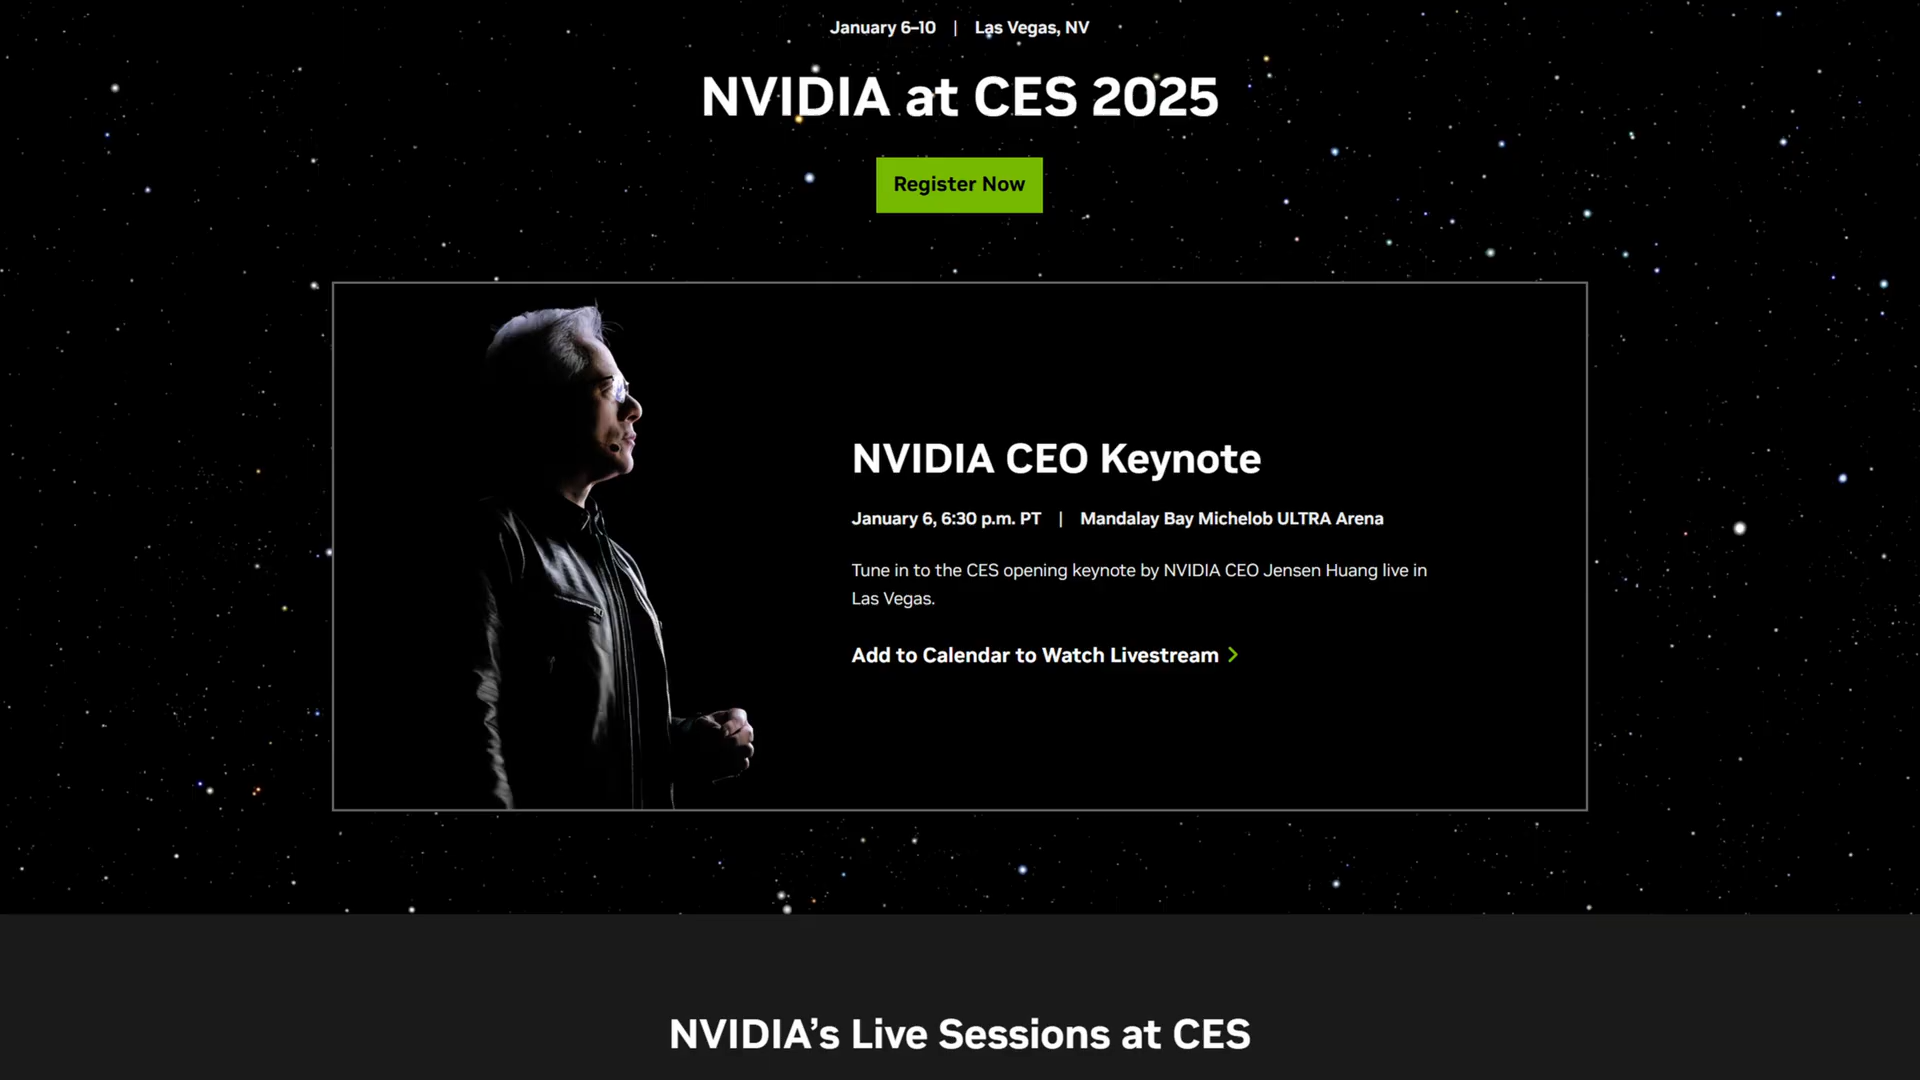 January 6–10 | Las Vegas, NV
NVIDIA at CES 2025
Register Now
NVIDIA CEO Keynote
January 6, 6:30 p.m. PT | Mandalay Bay Michelob ULTRA Arena
Tune in to the CES opening keynote by NVIDIA CEO Jensen Huang live in
Las Vegas.
Add to Calendar to Watch Livestream
NVIDIA’s Live Sessions at CES